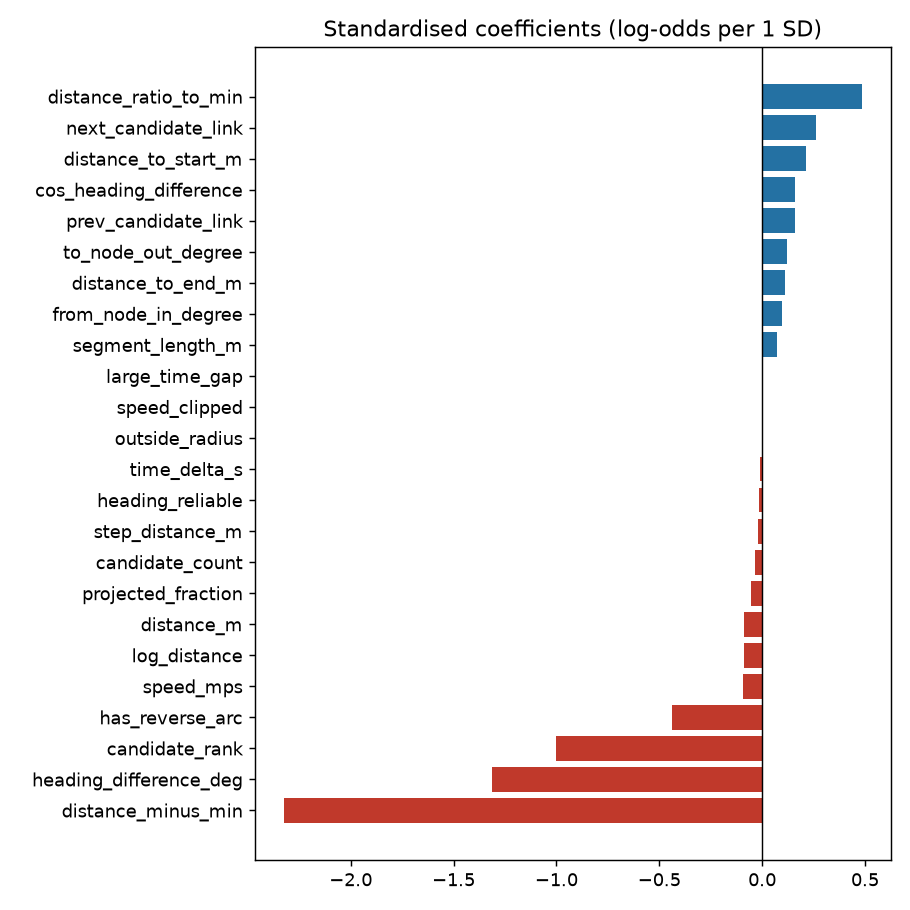 Standardised coefficients (log-odds per 1 SD)
distance_ratio_to_min
next_candidate_link
distance_to_start_m
cos_heading_difference
prev_candidate_link
to_node_out_degree
distance_to_end_m
from_node_in_degree
segment_length_m
large_time_gap
speed_clipped
outside_radius
time_delta_s
heading_reliable
step_distance_m
candidate_count
projected_fraction
distance_m
log_distance
speed_mps
has_reverse_arc
candidate_rank
heading_difference_deg
distance_minus_min
−2.0 −1.5 −1.0 −0.5 0.0 0.5